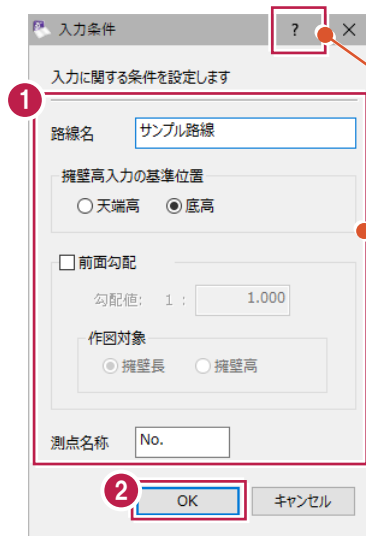 入力条件 ? ×
入力に関する条件を設定します
1
路線名 サンプル路線
擁壁高入力の基準位置
天端高 底高
前面勾配
勾配値: 1 : 1.000
作図対象
擁壁長 擁壁高
測点名称 No.
2
OK キャンセル